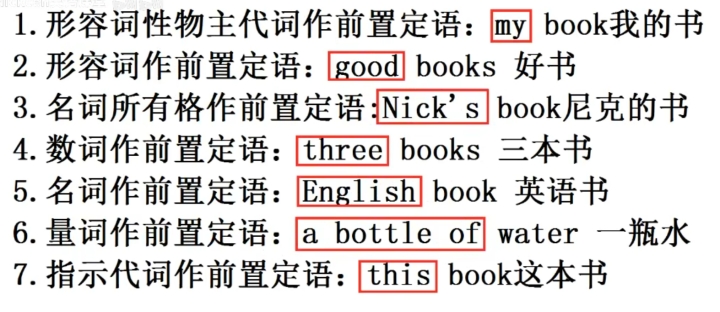 1.形容词性物主代词作前置定语：my book我的书
2.形容词作前置定语：good books 好书
3.名词所有格作前置定语:Nick's book尼克的书
4.数词作前置定语：three books 三本书
5.名词作前置定语：English book 英语书
6.量词作前置定语：a bottle of water 一瓶水
7.指示代词作前置定语：this book这本书